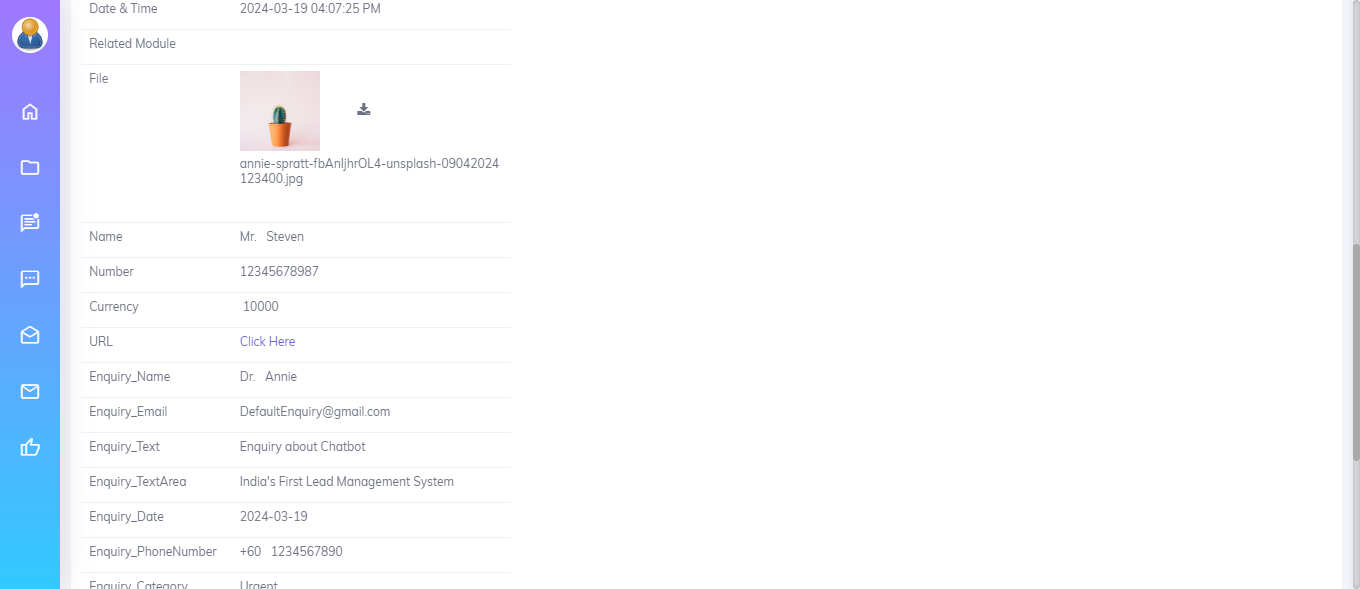 Date & Time 2024-03-19 04:07:25 PM
Related Module
File
annie-spratt-fbAnIjhrOL4-unsplash-09042024
123400.jpg
Name Mr. Steven
Number 12345678987
Currency 10000
URL Click Here
Enquiry_Name Dr. Annie
Enquiry_Email DefaultEnquiry@gmail.com
Enquiry_Text Enquiry about Chatbot
Enquiry_TextArea India's First Lead Management System
Enquiry_Date 2024-03-19
Enquiry_PhoneNumber +60 1234567890
Enquiry_Category Urgent